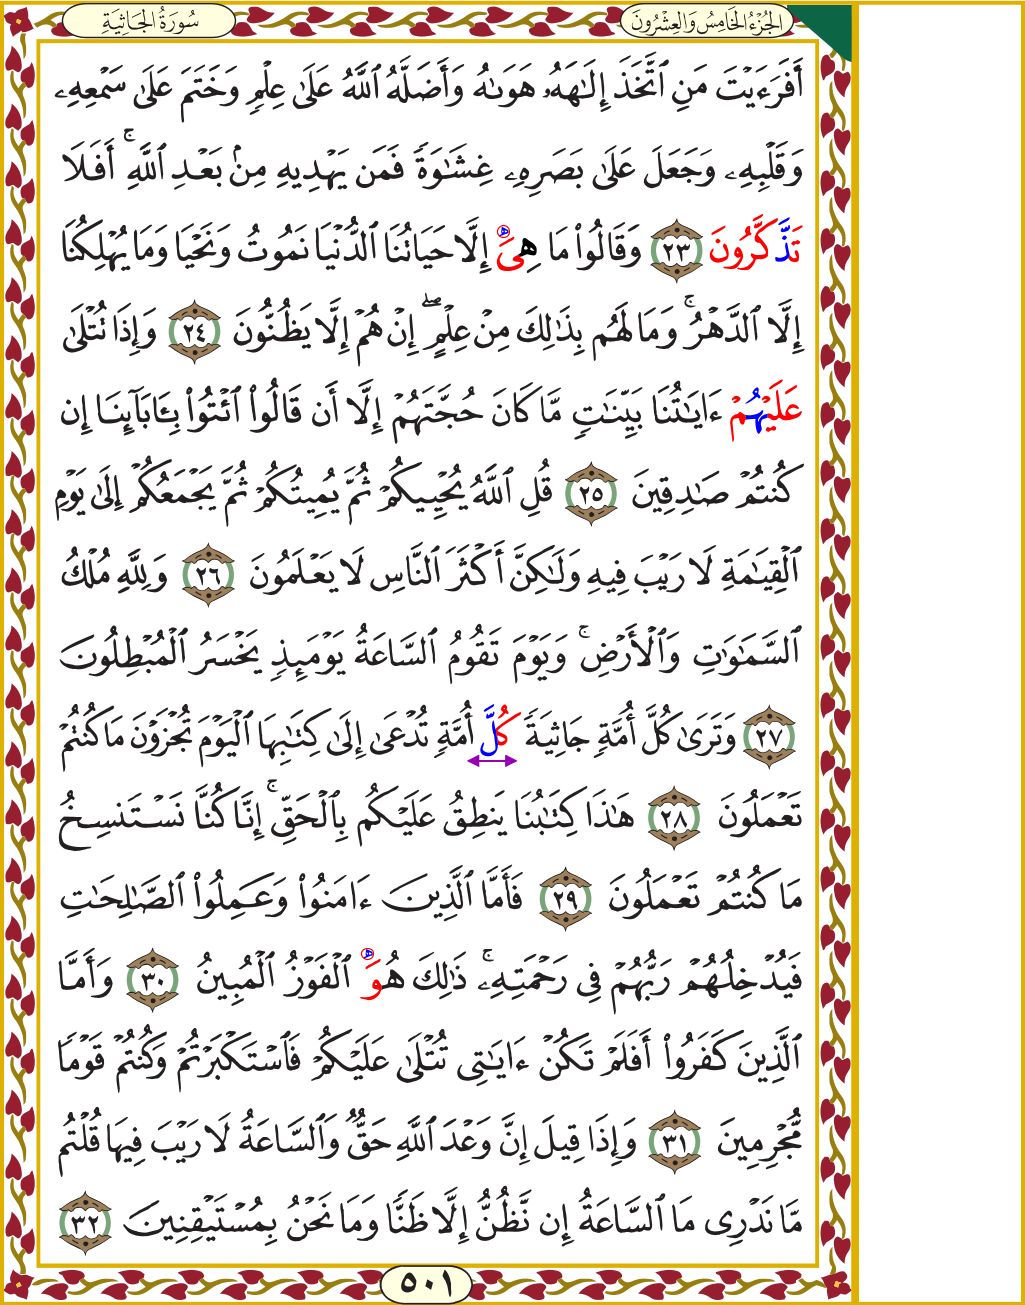 الجُزْءُ الخَامِسُ وَالعِشْرُونَ
سُورَةُ الجَاثِيَةِ
أَفَرَءَيْتَ مَنِ ٱتَّخَذَ إِلَٰهَهُۥ هَوَىٰهُ وَأَضَلَّهُ ٱللَّهُ عَلَىٰ عِلْمٍ وَخَتَمَ عَلَىٰ سَمْعِهِۦ
وَقَلْبِهِۦ وَجَعَلَ عَلَىٰ بَصَرِهِۦ غِشَٰوَةً فَمَن يَهْدِيهِ مِنۢ بَعْدِ ٱللَّهِ ۚ أَفَلَا
تَذَّكَّرُونَ ٢٣ وَقَالُوا۟ مَا هِىَ ه إِلَّا حَيَاتُنَا ٱلدُّنْيَا نَمُوتُ وَنَحْيَا وَمَا يُهْلِكُنَا
إِلَّا ٱلدَّهْرُ ۚ وَمَا لَهُم بِذَٰلِكَ مِنْ عِلْمٍ ۖ إِنْ هُمْ إِلَّا يَظُنُّونَ ٢٤ وَإِذَا تُتْلَىٰ
عَلَيْهُمْ ءَايَٰتُنَا بَيِّنَٰتٍ مَّا كَانَ حُجَّتَهُمْ إِلَّا أَن قَالُوا۟ ٱئْتُوا۟ بِـَٔابَآئِنَا إِن
كُنتُمْ صَٰدِقِينَ ٢٥ قُلِ ٱللَّهُ يُحْيِيكُمْ ثُمَّ يُمِيتُكُمْ ثُمَّ يَجْمَعُكُمْ إِلَىٰ يَوْمِ
ٱلْقِيَٰمَةِ لَا رَيْبَ فِيهِ وَلَٰكِنَّ أَكْثَرَ ٱلنَّاسِ لَا يَعْلَمُونَ ٢٦ وَلِلَّهِ مُلْكُ
ٱلسَّمَٰوَٰتِ وَٱلْأَرْضِ ۚ وَيَوْمَ تَقُومُ ٱلسَّاعَةُ يَوْمَئِذٍ يَخْسَرُ ٱلْمُبْطِلُونَ
٢٧ وَتَرَىٰ كُلَّ أُمَّةٍ جَاثِيَةً كُلَّ أُمَّةٍ تُدْعَىٰ إِلَىٰ كِتَٰبِهَا ٱلْيَوْمَ تُجْزَوْنَ مَا كُنتُمْ
تَعْمَلُونَ ٢٨ هَٰذَا كِتَٰبُنَا يَنطِقُ عَلَيْكُم بِٱلْحَقِّ ۚ إِنَّا كُنَّا نَسْتَنسِخُ
مَا كُنتُمْ تَعْمَلُونَ ٢٩ فَأَمَّا ٱلَّذِينَ ءَامَنُوا۟ وَعَمِلُوا۟ ٱلصَّٰلِحَٰتِ
فَيُدْخِلُهُمْ رَبُّهُمْ فِى رَحْمَتِهِۦ ۚ ذَٰلِكَ هُوَ ه ٱلْفَوْزُ ٱلْمُبِينُ ٣٠ وَأَمَّا
ٱلَّذِينَ كَفَرُوا۟ أَفَلَمْ تَكُنْ ءَايَٰتِى تُتْلَىٰ عَلَيْكُمْ فَٱسْتَكْبَرْتُمْ وَكُنتُمْ قَوْمًا
مُّجْرِمِينَ ٣١ وَإِذَا قِيلَ إِنَّ وَعْدَ ٱللَّهِ حَقٌّ وَٱلسَّاعَةُ لَا رَيْبَ فِيهَا قُلْتُم
مَّا نَدْرِى مَا ٱلسَّاعَةُ إِن نَّظُنُّ إِلَّا ظَنًّا وَمَا نَحْنُ بِمُسْتَيْقِنِينَ ٣٢
٥٠١